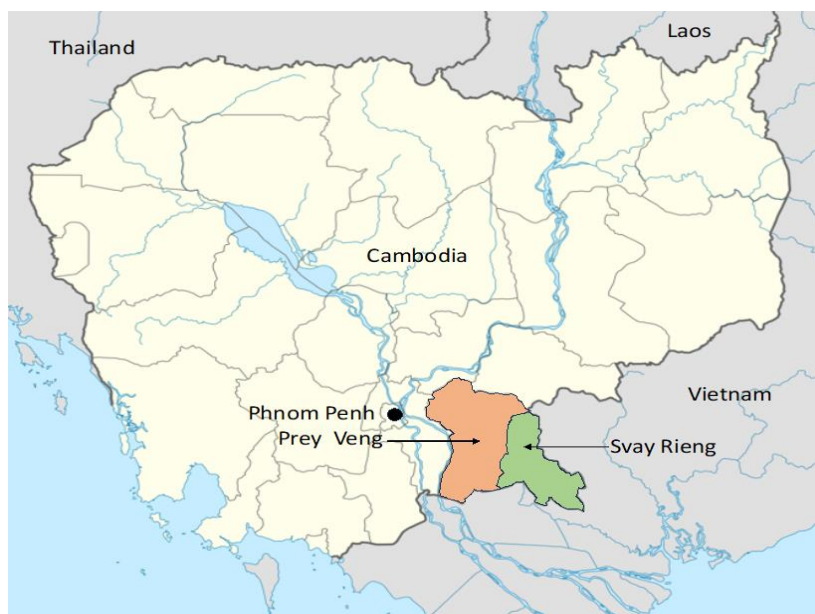 Thailand
Laos
Cambodia
Vietnam
Phnom Penh
Prey Veng
Svay Rieng